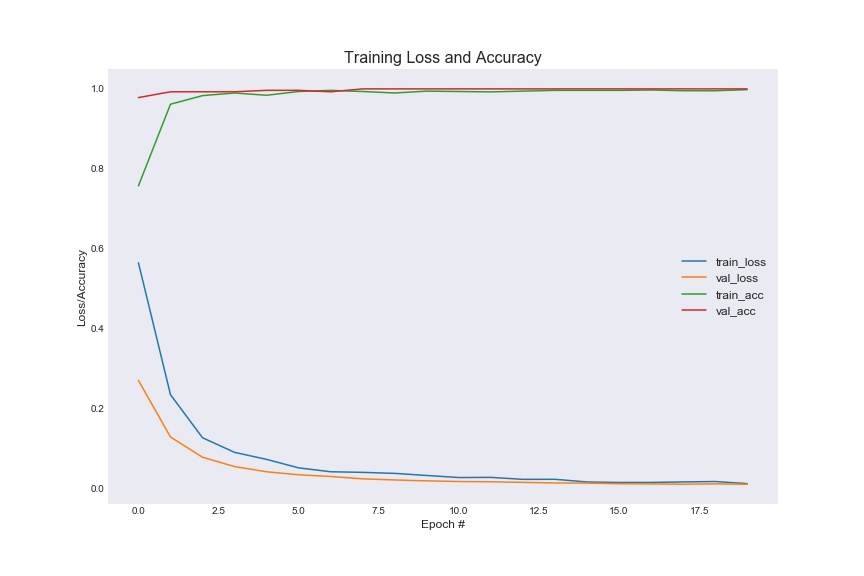 Training Loss and Accuracy
1.0
0.8
0.6
0.4
0.2
0.0
Loss/Accuracy
train_loss
val_loss
train_acc
val_acc
0.0 2.5 5.0 7.5 10.0 12.5 15.0 17.5
Epoch #